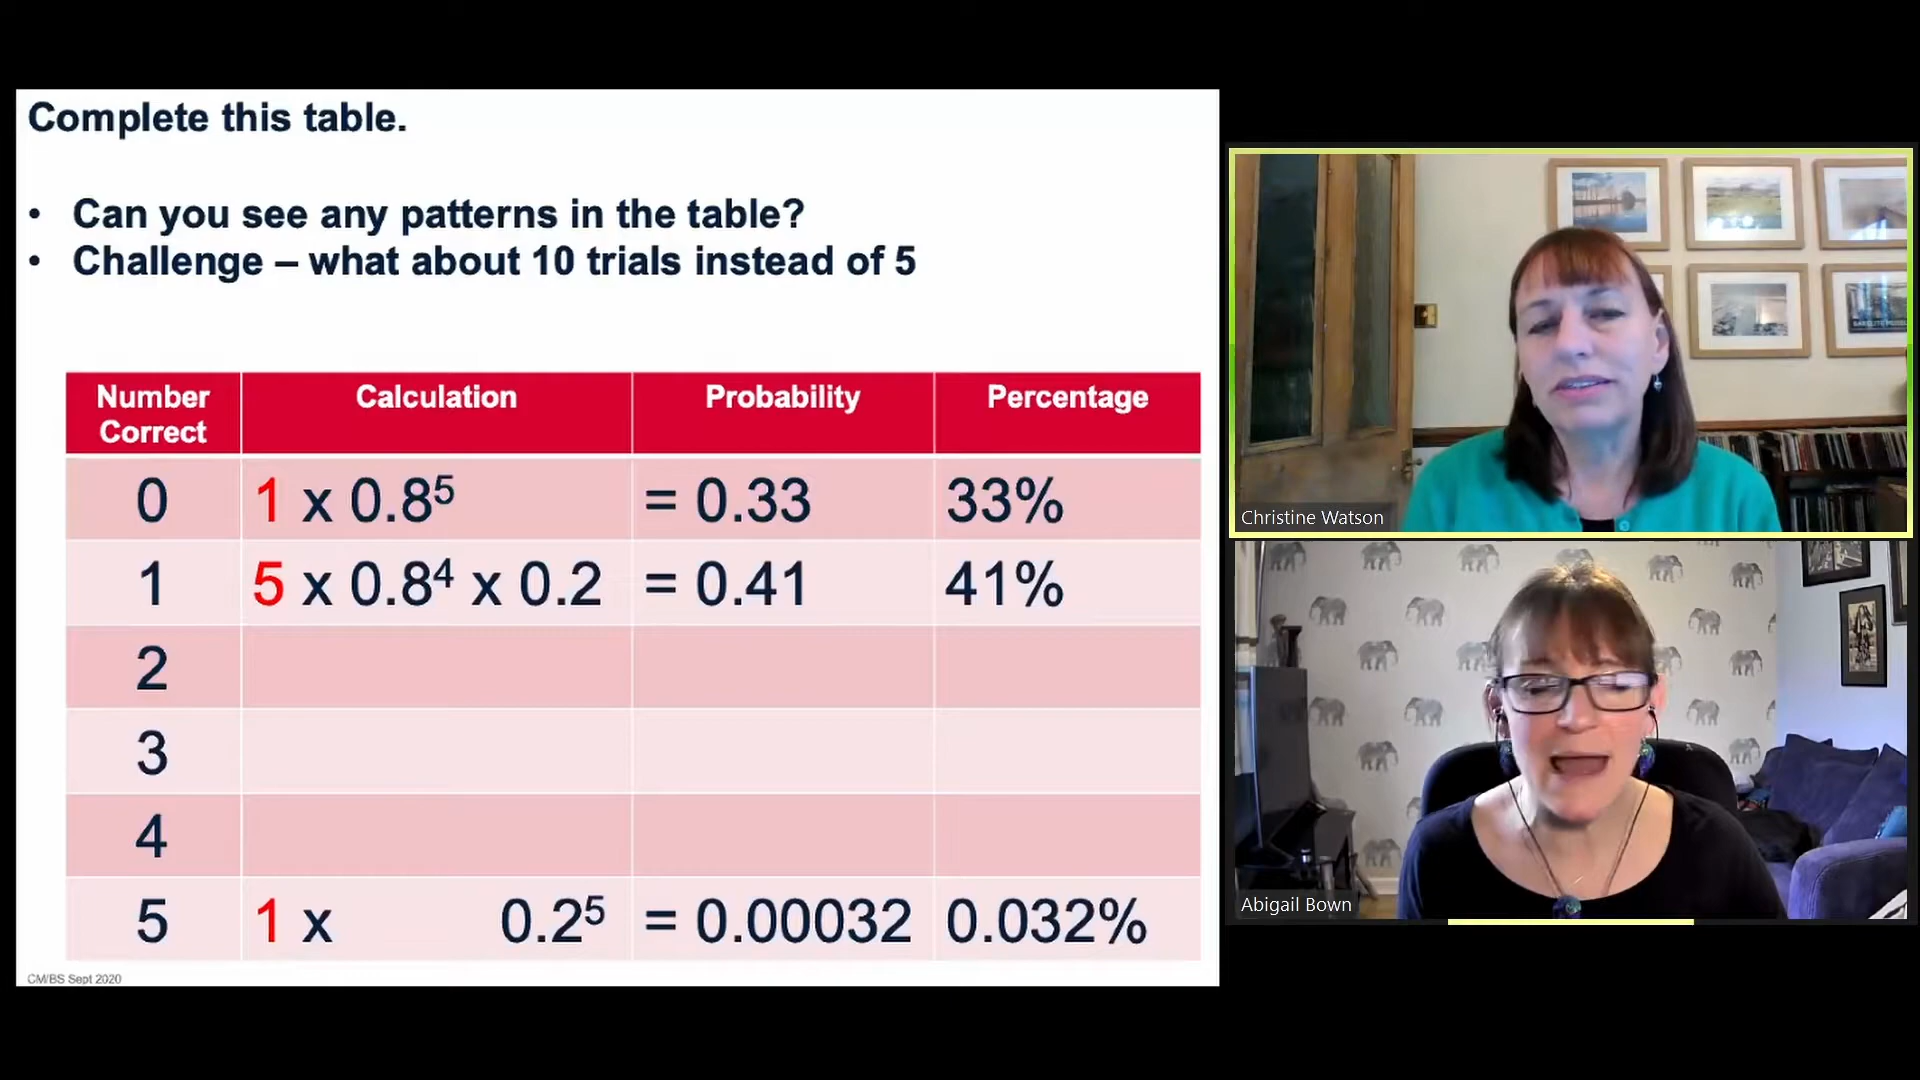 Complete this table.
• Can you see any patterns in the table?
• Challenge – what about 10 trials instead of 5
Number Correct Calculation Probability Percentage
0 1 x 0.8⁵ = 0.33 33%
1 5 x 0.8⁴ x 0.2 = 0.41 41%
2
3
4
5 1 x 0.2⁵ = 0.00032 0.032%
CM/BS Sept 2020
Christine Watson
Abigail Bown